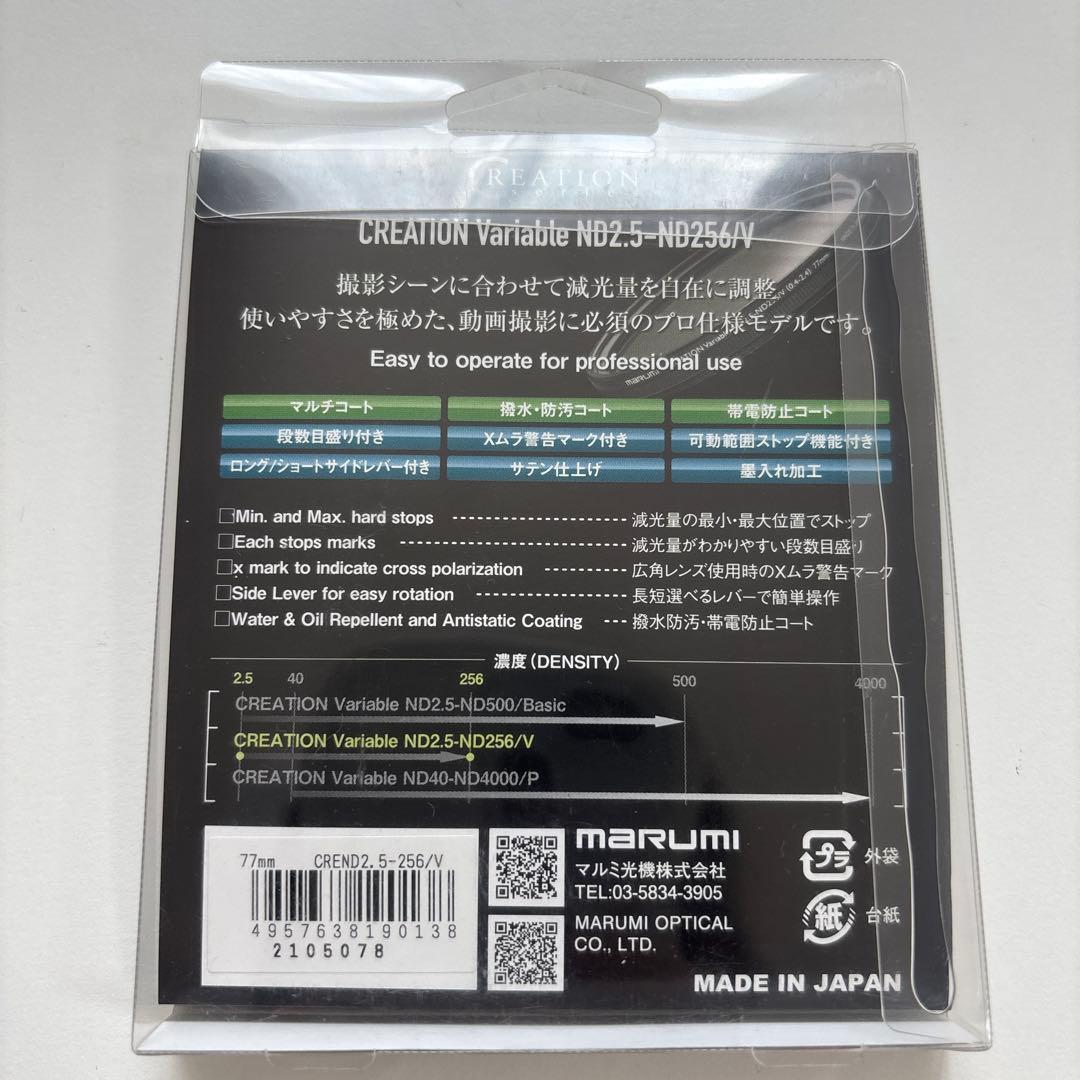 CREATION
series
CREATION Variable ND2.5-ND256/V
撮影シーンに合わせて減光量を自在に調整。
使いやすさを極めた、動画撮影に必須のプロ仕様モデルです。
Easy to operate for professional use
マルチコート 撥水・防汚コート 帯電防止コート
段数目盛り付き Xムラ警告マーク付き 可動範囲ストップ機能付き
ロング/ショートサイドレバー付き サテン仕上げ 墨入れ加工
□Min. and Max. hard stops 減光量の最小・最大位置でストップ
□Each stops marks 減光量がわかりやすい段数目盛り
□x mark to indicate cross polarization 広角レンズ使用時のXムラ警告マーク
□Side Lever for easy rotation 長短選べるレバーで簡単操作
□Water & Oil Repellent and Antistatic Coating 撥水防汚・帯電防止コート
濃度(DENSITY)
2.5 40 256 500 4000
CREATION Variable ND2.5-ND500/Basic
CREATION Variable ND2.5-ND256/V
CREATION Variable ND40-ND4000/P
77mm CREND2.5-256/V
4957638190138
2105078
marumi
マルミ光機株式会社
TEL:03-5834-3905
MARUMI OPTICAL
CO., LTD.
プラ 外袋
紙 台紙
MADE IN JAPAN